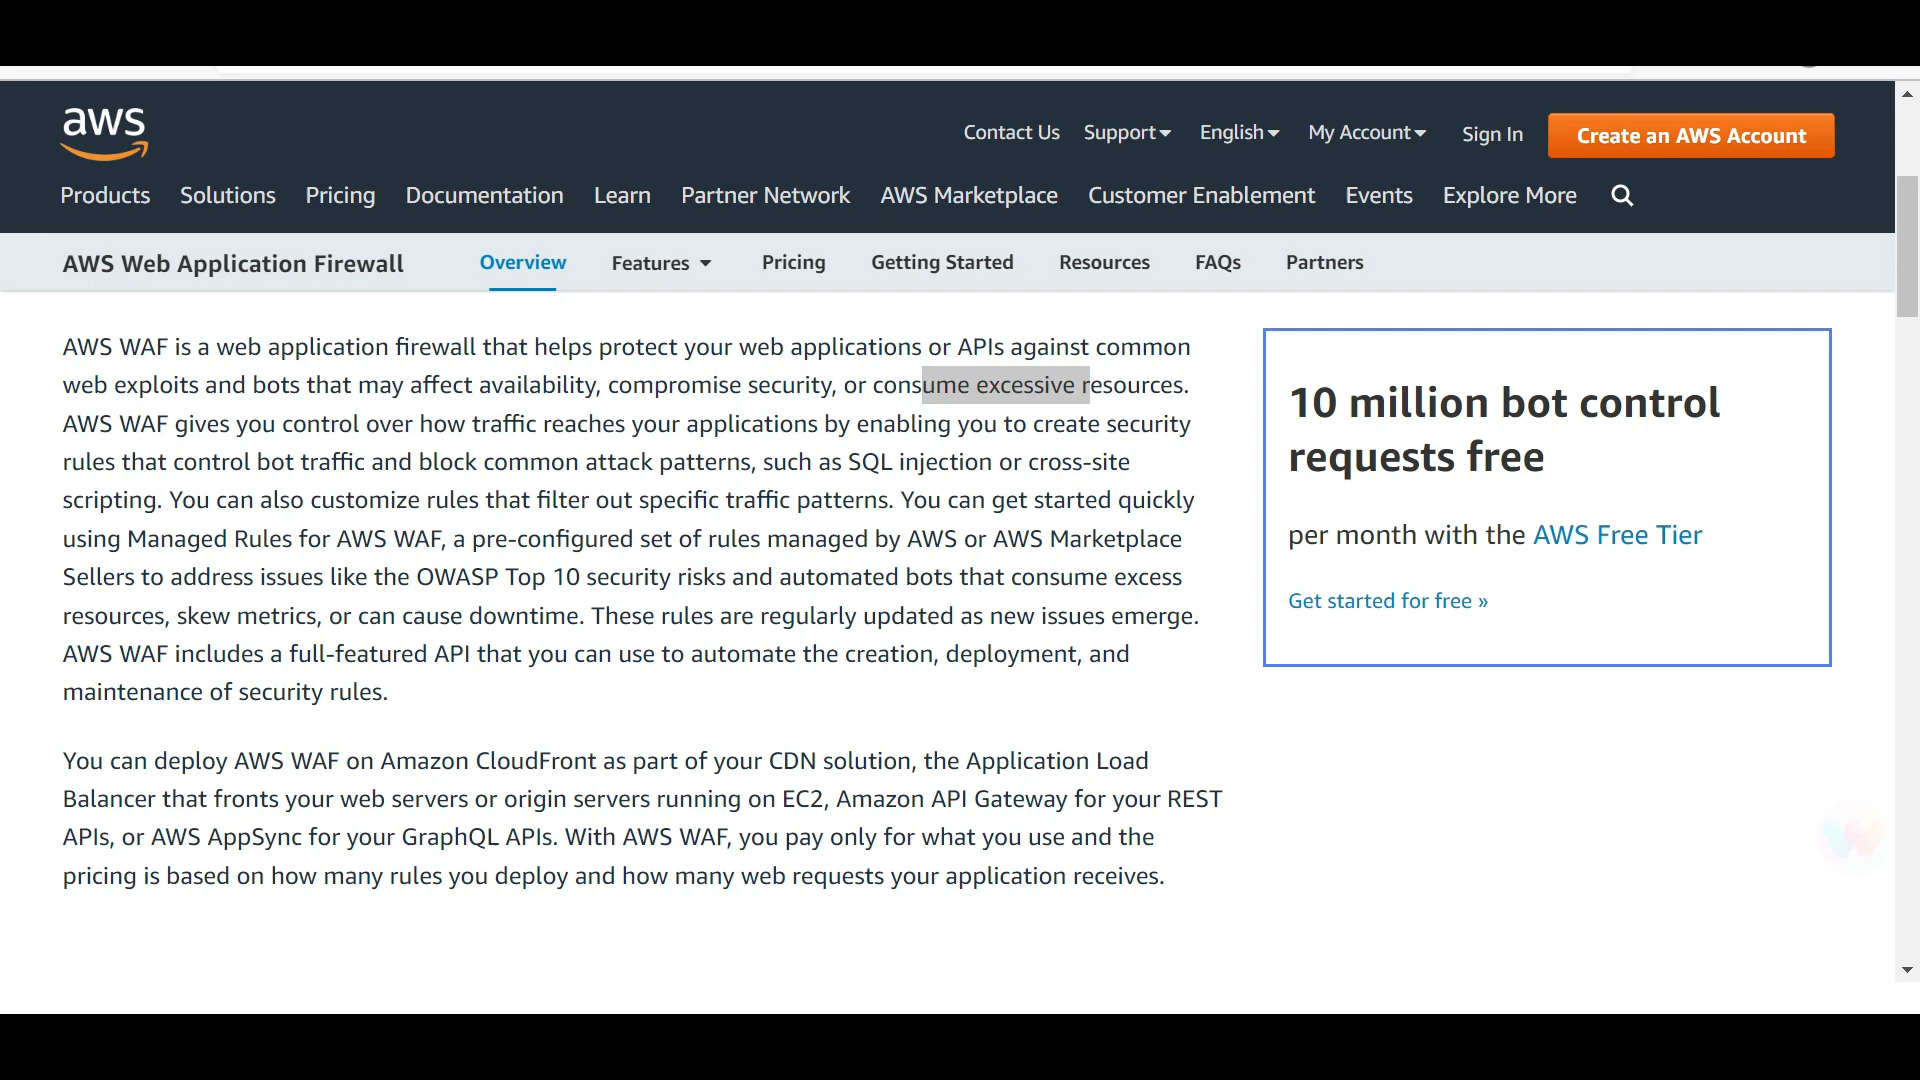 aws
Contact Us Support English My Account Sign In Create an AWS Account
Products Solutions Pricing Documentation Learn Partner Network AWS Marketplace Customer Enablement Events Explore More
AWS Web Application Firewall Overview Features Pricing Getting Started Resources FAQs Partners
AWS WAF is a web application firewall that helps protect your web applications or APIs against common
web exploits and bots that may affect availability, compromise security, or consume excessive resources.
AWS WAF gives you control over how traffic reaches your applications by enabling you to create security
rules that control bot traffic and block common attack patterns, such as SQL injection or cross-site
scripting. You can also customize rules that filter out specific traffic patterns. You can get started quickly
using Managed Rules for AWS WAF, a pre-configured set of rules managed by AWS or AWS Marketplace
Sellers to address issues like the OWASP Top 10 security risks and automated bots that consume excess
resources, skew metrics, or can cause downtime. These rules are regularly updated as new issues emerge.
AWS WAF includes a full-featured API that you can use to automate the creation, deployment, and
maintenance of security rules.
You can deploy AWS WAF on Amazon CloudFront as part of your CDN solution, the Application Load
Balancer that fronts your web servers or origin servers running on EC2, Amazon API Gateway for your REST
APIs, or AWS AppSync for your GraphQL APIs. With AWS WAF, you pay only for what you use and the
pricing is based on how many rules you deploy and how many web requests your application receives.
10 million bot control
requests free
per month with the AWS Free Tier
Get started for free »